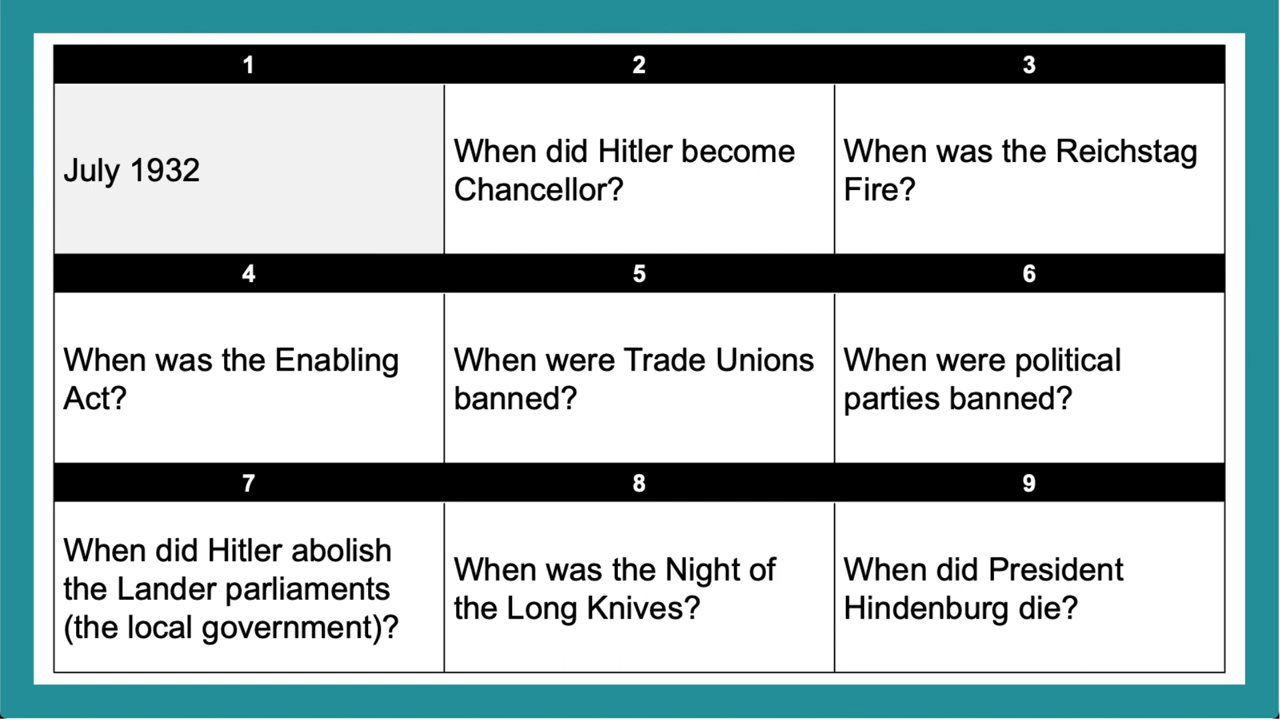 1
2
3
July 1932
When did Hitler become
Chancellor?
When was the Reichstag
Fire?
4
5
6
When was the Enabling
Act?
When were Trade Unions
banned?
When were political
parties banned?
7
8
9
When did Hitler abolish
the Lander parliaments
(the local government)?
When was the Night of
the Long Knives?
When did President
Hindenburg die?